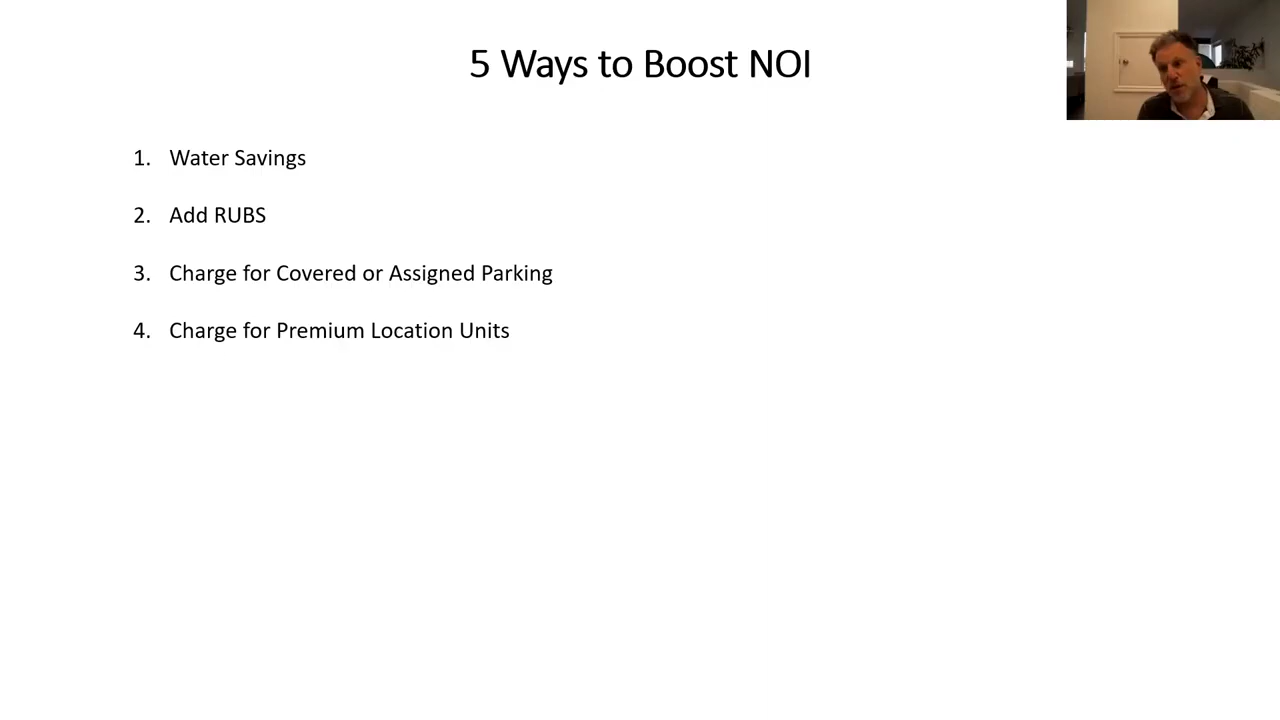 5 Ways to Boost NOI
1. Water Savings
2. Add RUBS
3. Charge for Covered or Assigned Parking
4. Charge for Premium Location Units